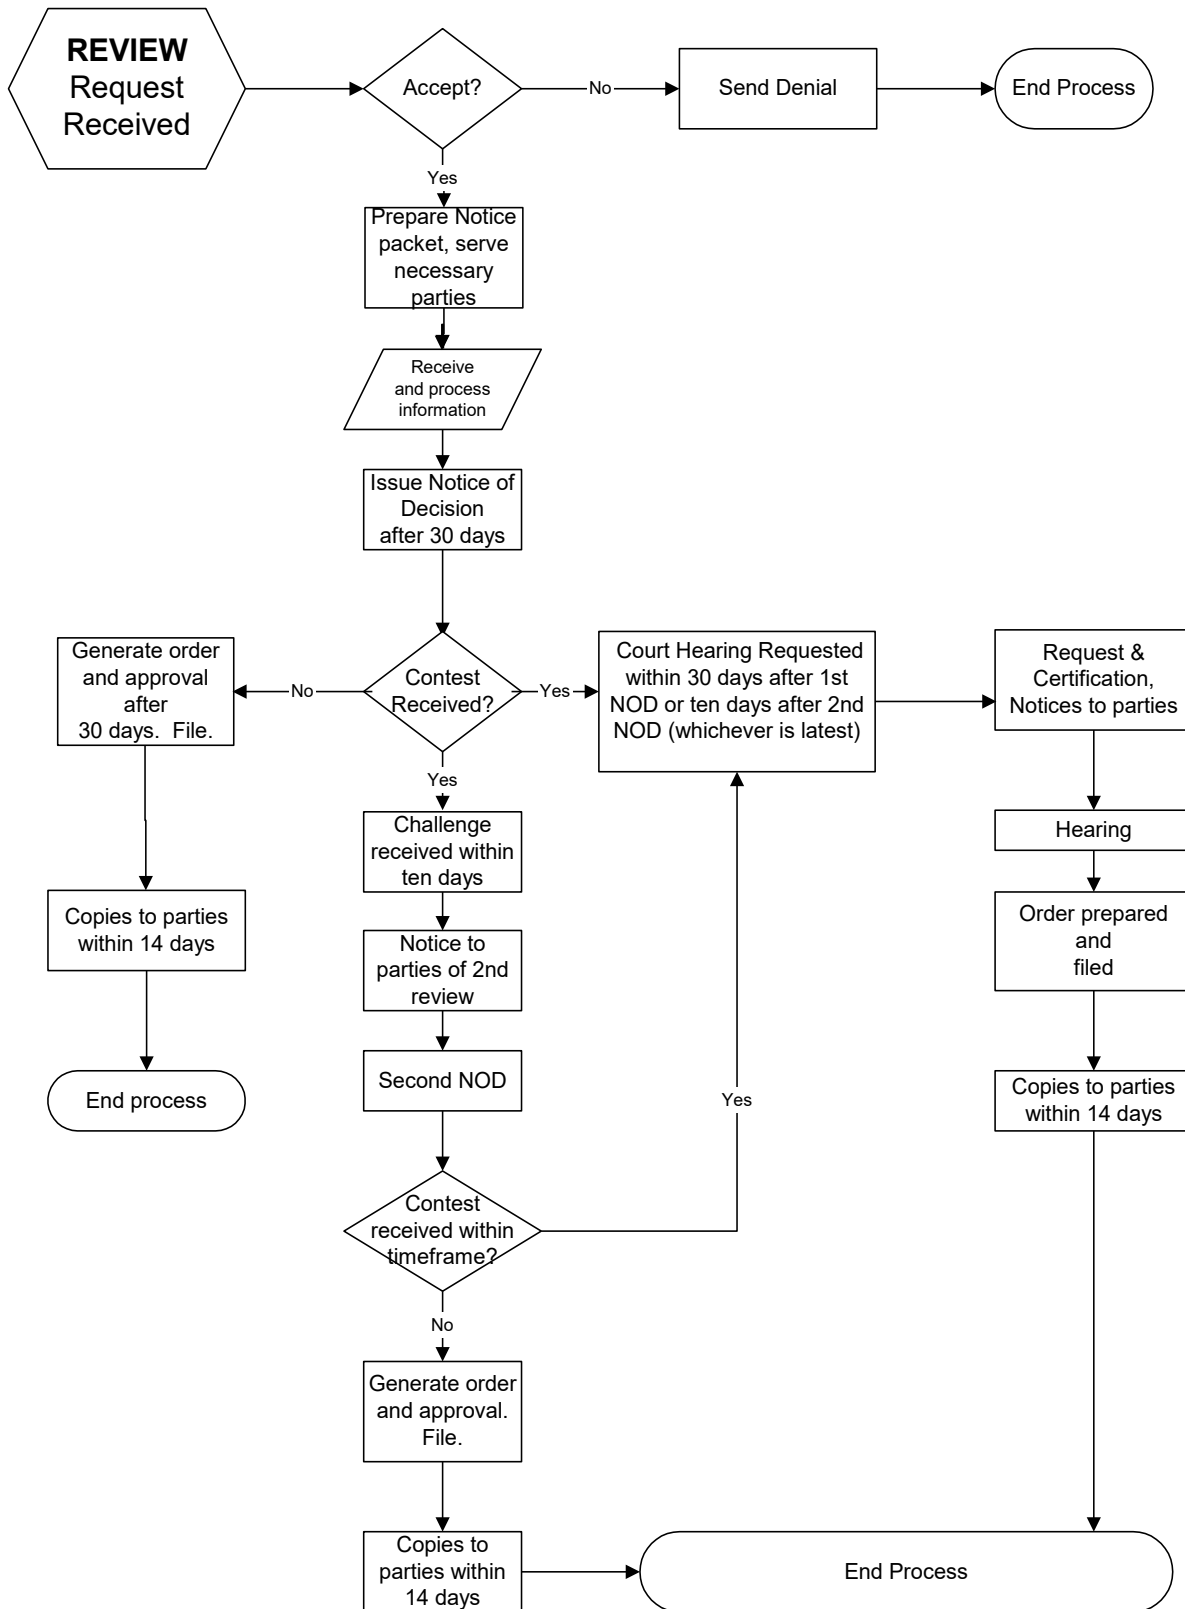 REVIEW
Request
Received
Accept?
No
Send Denial
End Process
Yes
Prepare Notice
packet, serve
necessary
parties
Receive
and process
information
Issue Notice of
Decision
after 30 days
Generate order
and approval
after
30 days.  File.
No
Contest
Received?
Yes
Court Hearing Requested
within 30 days after 1st
NOD or ten days after 2nd
NOD (whichever is latest)
Request &
Certification,
Notices to parties
Yes
Challenge
received within
ten days
Hearing
Copies to parties
within 14 days
Notice to
parties of 2nd
review
Order prepared
and
filed
End process
Second NOD
Yes
Copies to parties
within 14 days
Contest
received within
timeframe?
No
Generate order
and approval.
File.
Copies to
parties within
14 days
End Process